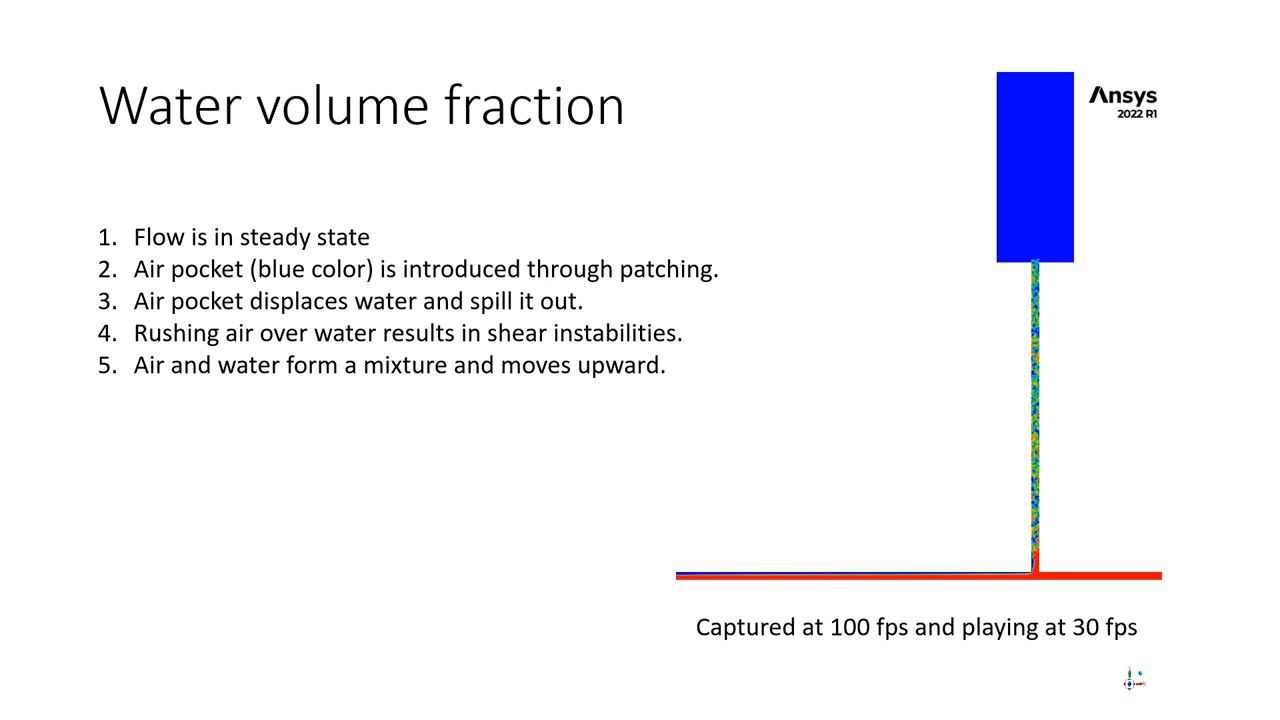 Water volume fraction
Ansys
2022 R1
1. Flow is in steady state
2. Air pocket (blue color) is introduced through patching.
3. Air pocket displaces water and spill it out.
4. Rushing air over water results in shear instabilities.
5. Air and water form a mixture and moves upward.
Captured at 100 fps and playing at 30 fps